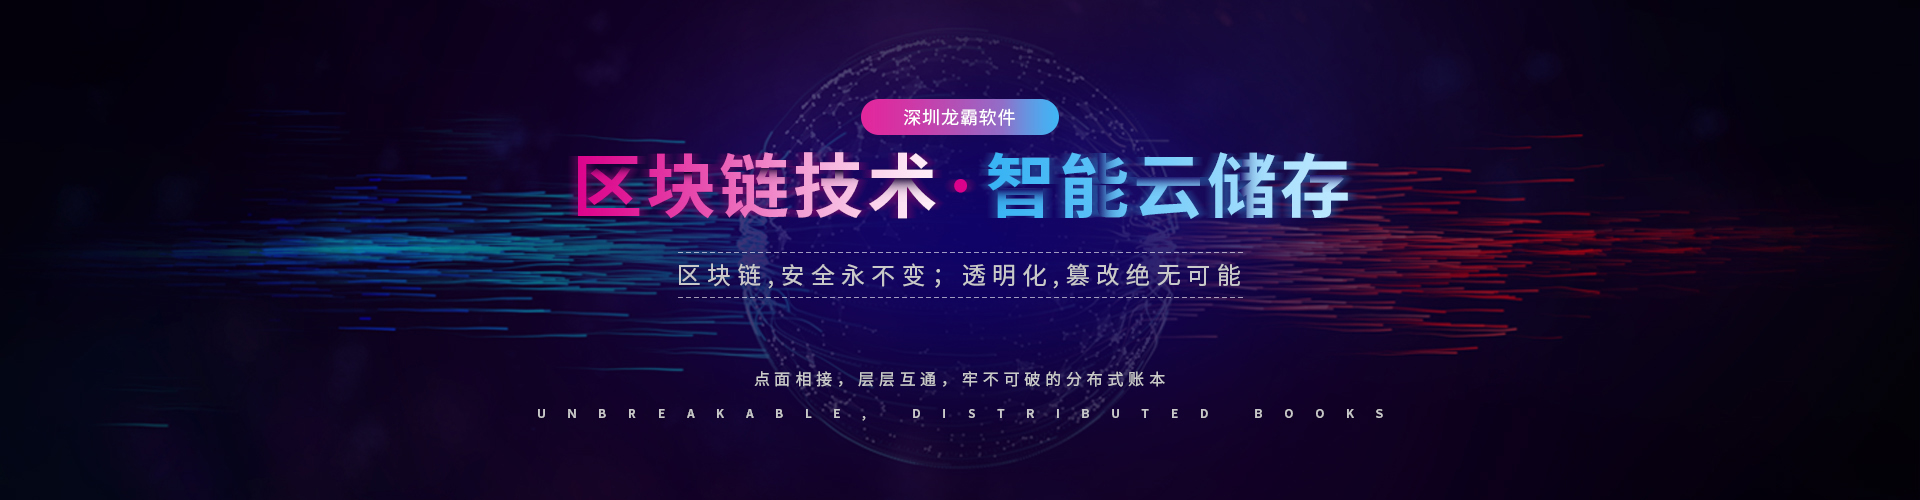 深圳龙霸软件
区块链技术·智能云储存
区块链,安全永不变；透明化,篡改绝无可能
点面相接，层层互通，牢不可破的分布式账本
UNBREAKABLE, DISTRIBUTED BOOKS